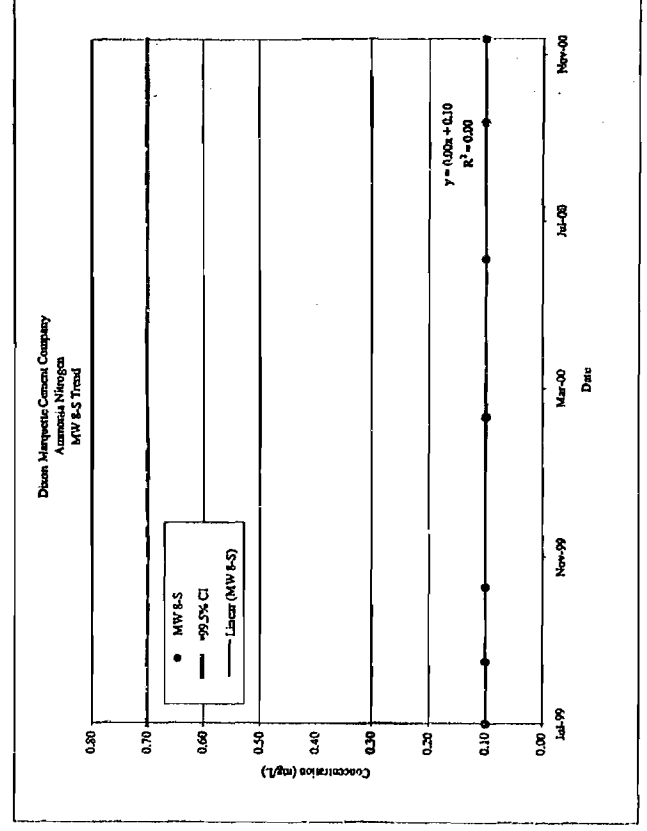 Dixon Marquette Cement Company
Ammonia Nitrogen
MW 8-S Trend
Concentration (mg/L)
0.80
0.70
0.60
0.50
0.40
0.30
0.20
0.10
0.00
MW 8-S
+99.5% CI
Linear (MW 8-S)
y = 0.00x + 0.10
R² = 0.00
Jul-99
Nov-99
Mar-00
Jul-00
Nov-00
Date